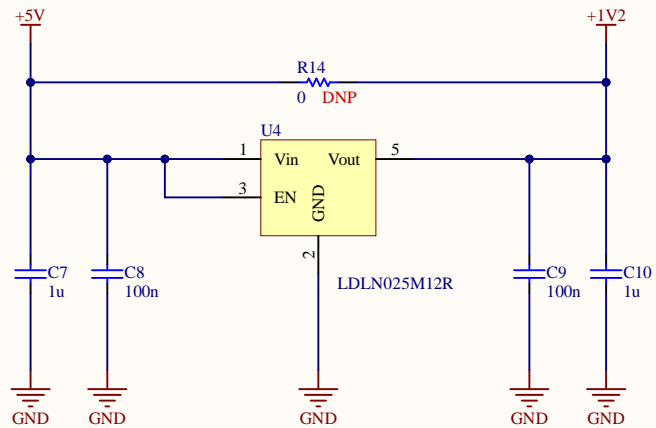 +5V
+1V2
R14
0 DNP
U4
1 Vin Vout 5
3 EN
GND
2
LDLN025M12R
C7
1u
C8
100n
C9
100n
C10
1u
GND
GND
GND
GND
GND